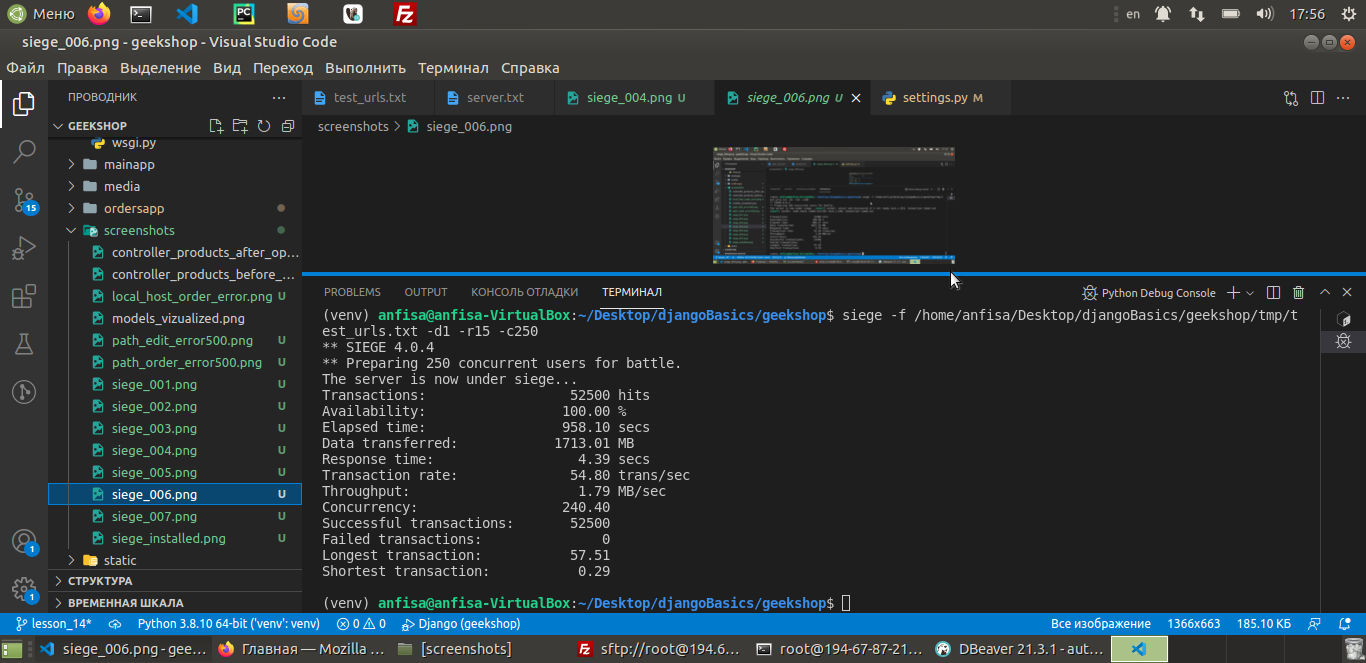 Меню
en
17:56
siege_006.png - geekshop - Visual Studio Code
Файл Правка Выделение Вид Переход Выполнить Терминал Справка
ПРОВОДНИК
GEEKSHOP
wsgi.py
mainapp
media
ordersapp
screenshots
controller_products_after_op...
controller_products_before_...
local_host_order_error.png U
models_vizualized.png
path_edit_error500.png U
path_order_error500.png U
siege_001.png U
siege_002.png U
siege_003.png U
siege_004.png U
siege_005.png U
siege_006.png U
siege_007.png U
siege_installed.png U
static
СТРУКТУРА
ВРЕМЕННАЯ ШКАЛА
15
1
1
test_urls.txt server.txt siege_004.png U siege_006.png U settings.py M
screenshots > siege_006.png
PROBLEMS OUTPUT КОНСОЛЬ ОТЛАДКИ ТЕРМИНАЛ
Python Debug Console
(venv) anfisa@anfisa-VirtualBox:~/Desktop/djangoBasics/geekshop$ siege -f /home/anfisa/Desktop/djangoBasics/geekshop/tmp/t
est_urls.txt -d1 -r15 -c250
** SIEGE 4.0.4
** Preparing 250 concurrent users for battle.
The server is now under siege...
Transactions: 52500 hits
Availability: 100.00 %
Elapsed time: 958.10 secs
Data transferred: 1713.01 MB
Response time: 4.39 secs
Transaction rate: 54.80 trans/sec
Throughput: 1.79 MB/sec
Concurrency: 240.40
Successful transactions: 52500
Failed transactions: 0
Longest transaction: 57.51
Shortest transaction: 0.29
(venv) anfisa@anfisa-VirtualBox:~/Desktop/djangoBasics/geekshop$
lesson_14* Python 3.8.10 64-bit ('venv': venv) 0 0 Django (geekshop) Все изображение 1366x663 185.10 КБ
siege_006.png - gee... Главная — Mozilla ... [screenshots] sftp://root@194.6... root@194-67-87-21... DBeaver 21.3.1 - aut...